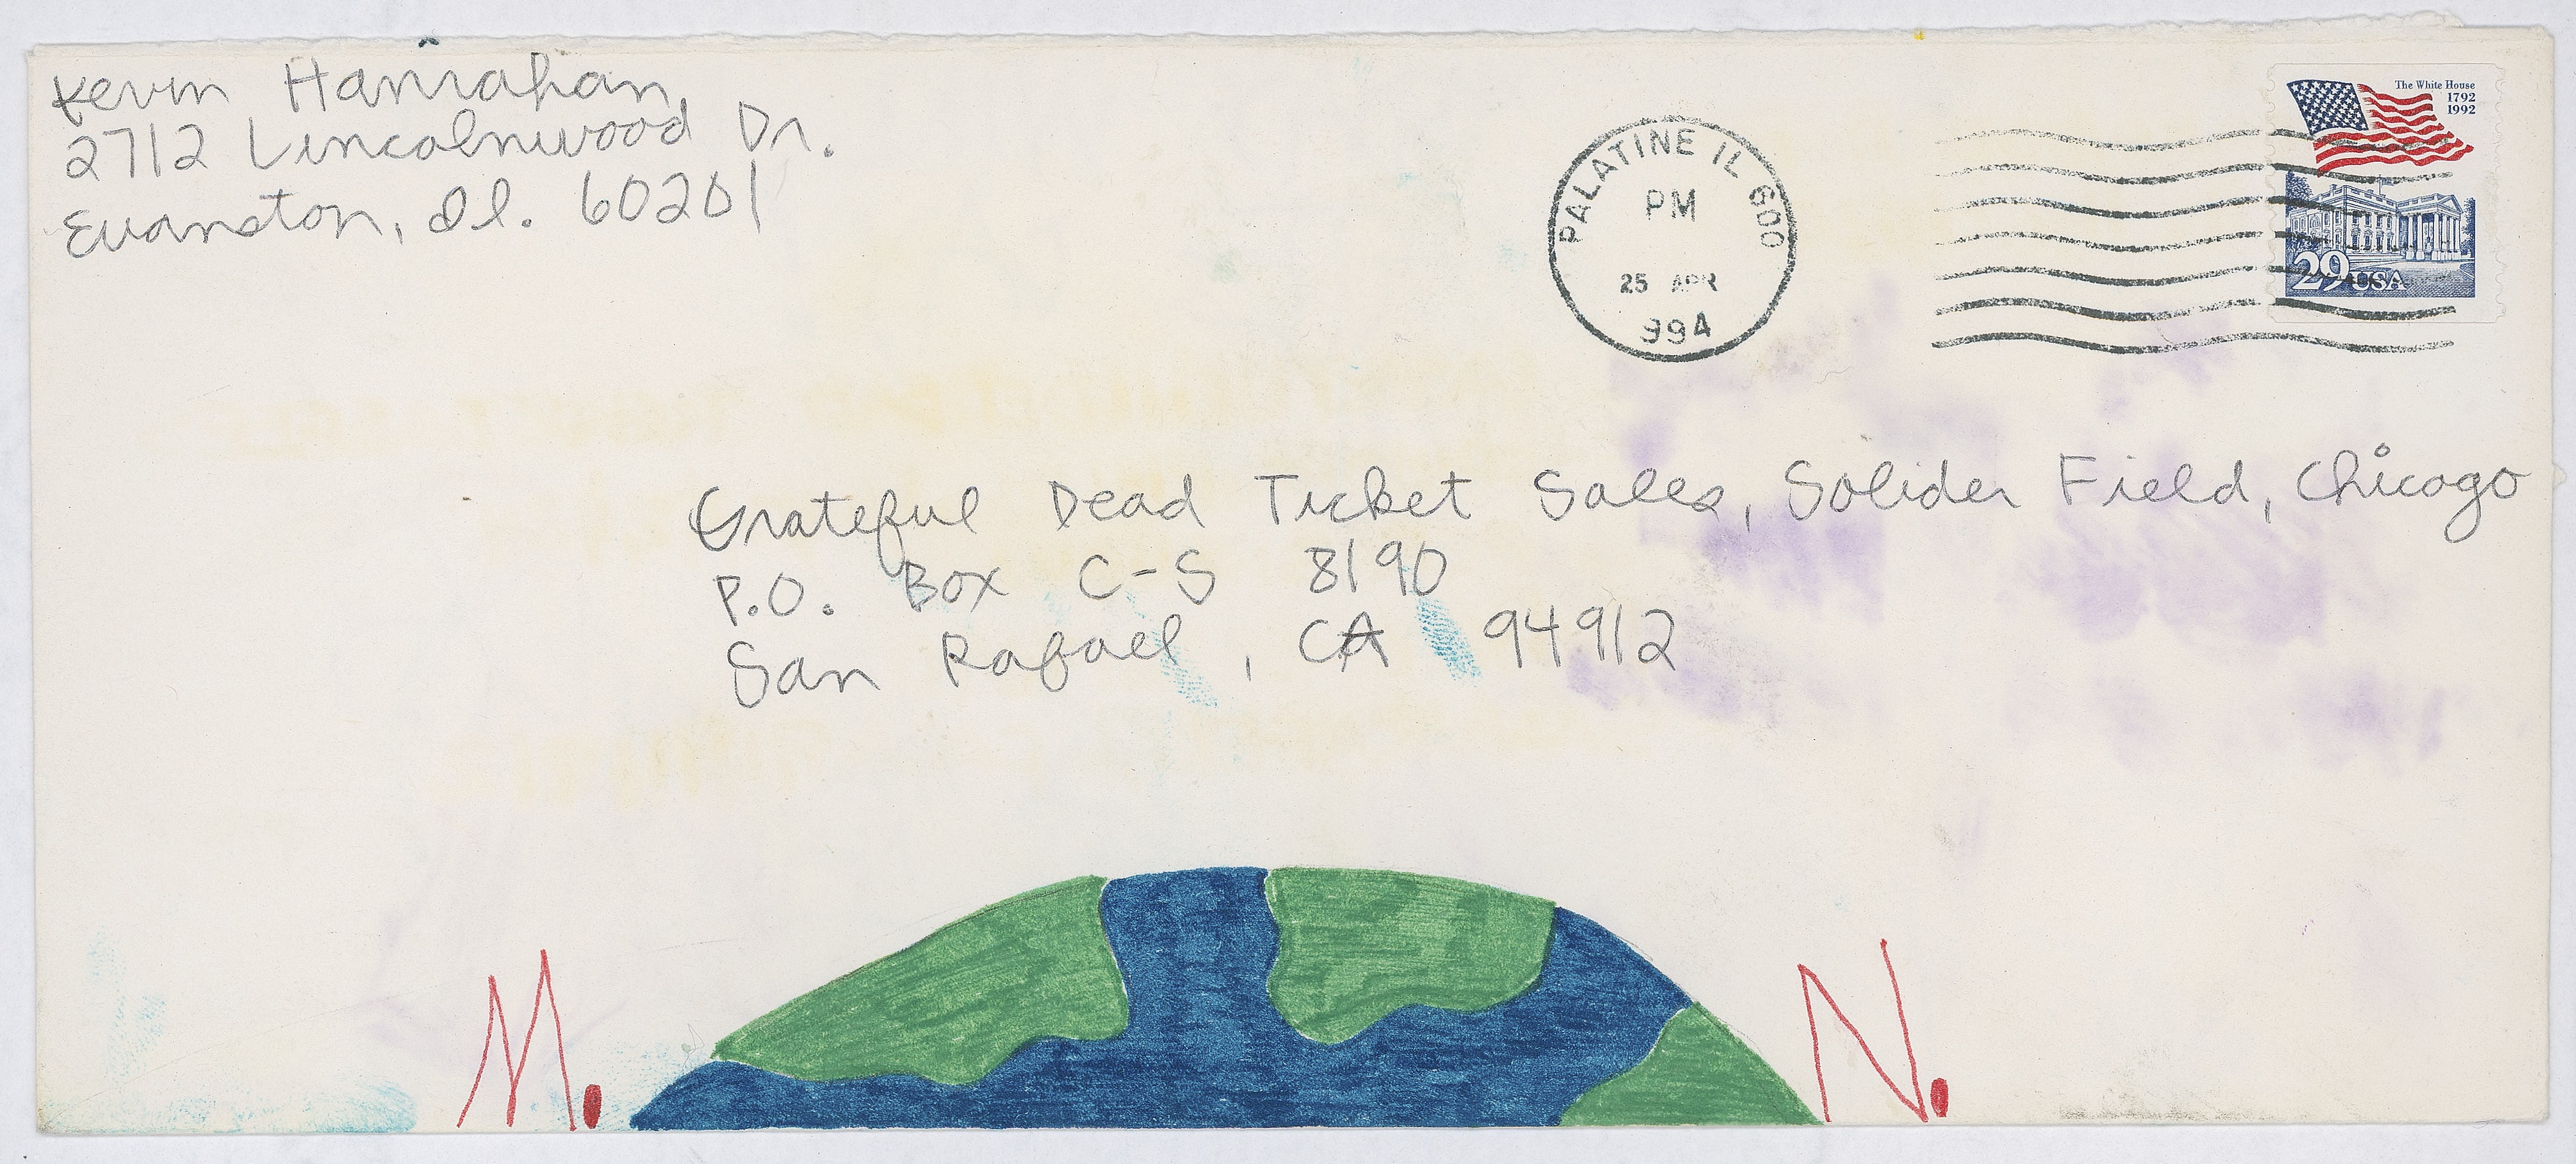 Kevin Hanrahan
2712 Lincolnwood Dr.
Evanston, Il. 60201
PALATINE IL 600
PM
25 APR
994
The White House
1792
1992
29 USA
Grateful Dead Ticket Sales, Solider Field, Chicago
P.O. Box C-S 8190
San Rafael, CA 94912
M. N.